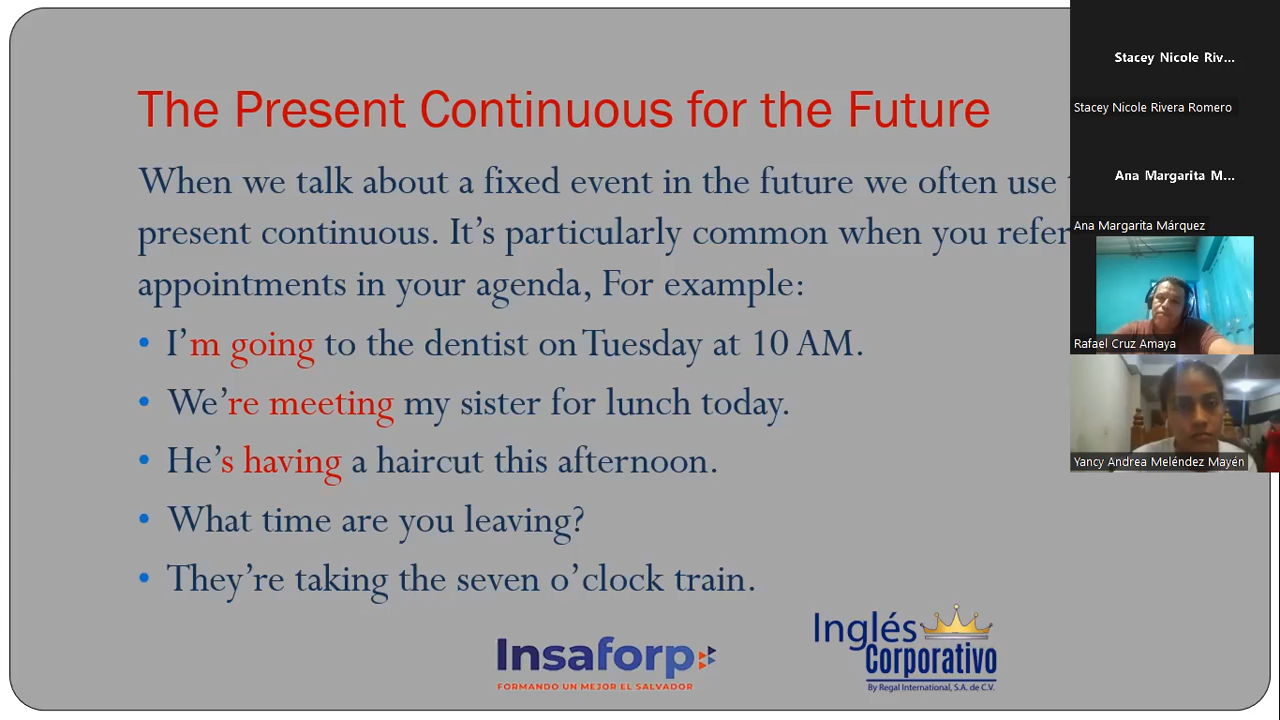 The Present Continuous for the Future
When we talk about a fixed event in the future we often use
present continuous. It's particularly common when you refer
appointments in your agenda, For example:
• I'm going to the dentist on Tuesday at 10 AM.
• We're meeting my sister for lunch today.
• He's having a haircut this afternoon.
• What time are you leaving?
• They're taking the seven o'clock train.
Insaforp
FORMANDO UN MEJOR EL SALVADOR
Inglés
Corporativo
By Regal International, S.A. de C.V.
Stacey Nicole Riv...
Stacey Nicole Rivera Romero
Ana Margarita M...
Ana Margarita Márquez
Rafael Cruz Amaya
Yancy Andrea Meléndez Mayén